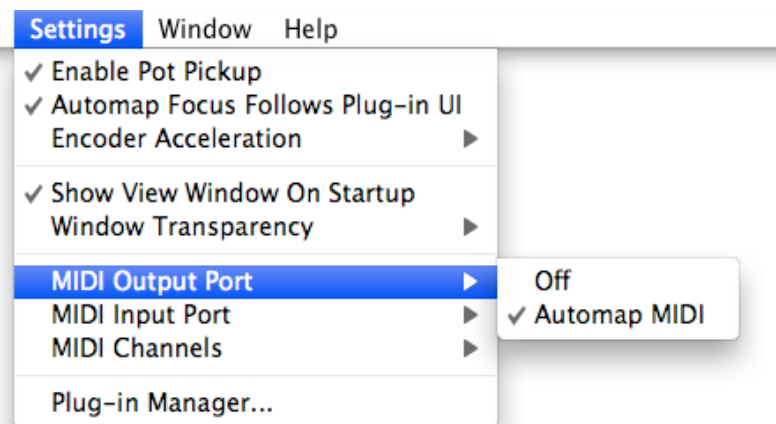 Settings Window Help
Enable Pot Pickup
Automap Focus Follows Plug-in UI
Encoder Acceleration
Show View Window On Startup
Window Transparency
MIDI Output Port
Off
Automap MIDI
MIDI Input Port
MIDI Channels
Plug-in Manager...